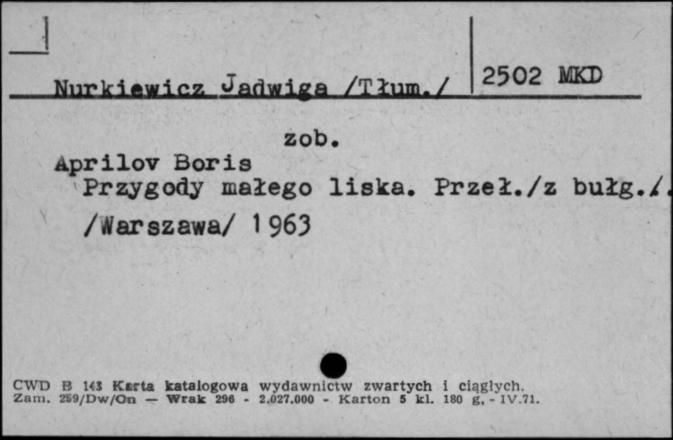 Nurkiewicz Jadwiga /Tłum./ 2502 MKD
zob.
Aprilov Boris
Przygody małego liska. Przeł./z bułg./.
/Warszawa/ 1963
CWD B 143 Karta katalogowa wydawnictw zwartych i ciągłych.
Zam. 259/Dw/On — Wrak 296 - 2.027.000 - Karton 5 kl. 180 g, - IV.71.